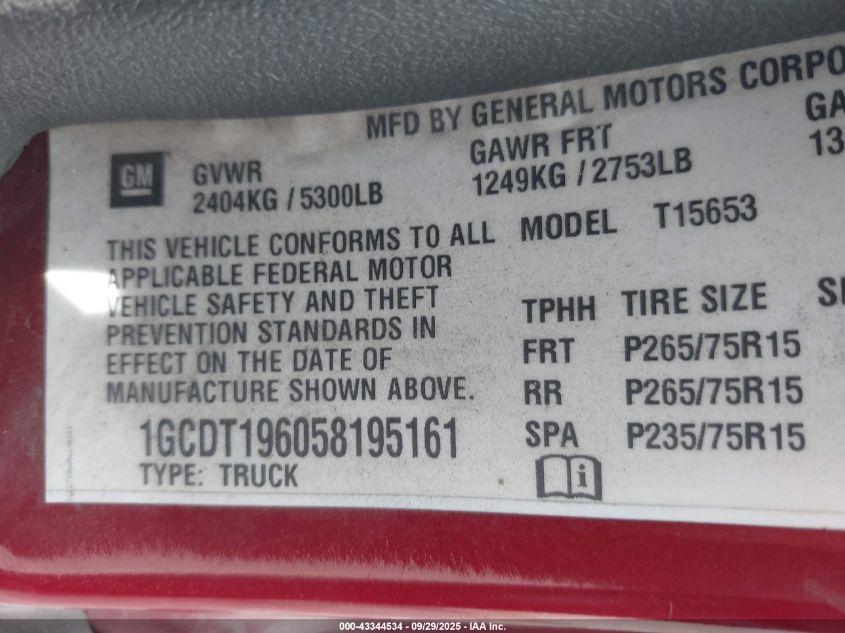 MFD BY GENERAL MOTORS CORPO
GM
GVWR
2404KG / 5300LB
GAWR FRT
1249KG / 2753LB
GA
13
THIS VEHICLE CONFORMS TO ALL
APPLICABLE FEDERAL MOTOR
VEHICLE SAFETY AND THEFT
PREVENTION STANDARDS IN
EFFECT ON THE DATE OF
MANUFACTURE SHOWN ABOVE.
1GCDT196058195161
TYPE: TRUCK
MODEL T15653
TPHH TIRE SIZE S
FRT P265/75R15
RR P265/75R15
SPA P235/75R15
i
000-43344534 - 09/29/2025 - IAA Inc.